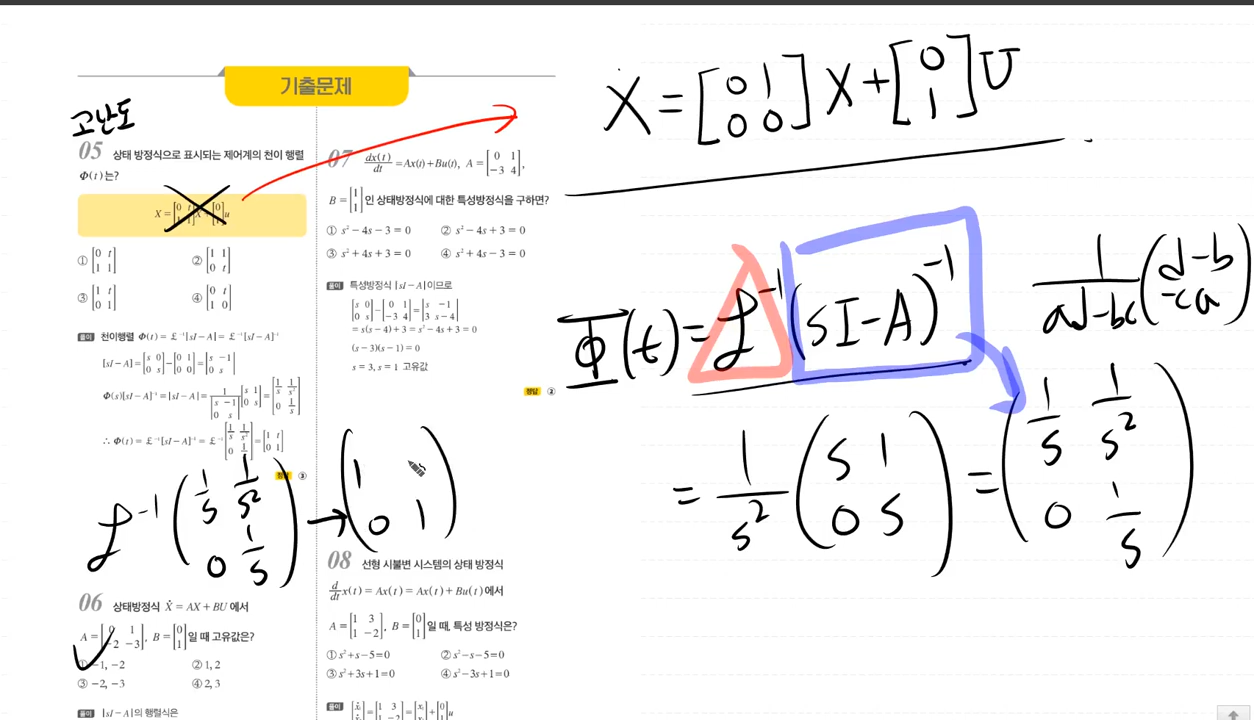 기출문제
고난도
05 상태 방정식으로 표시되는 제어계의 천이 행렬
Φ(t)는?
① [0 t; 1 1] ② [1 1; 0 t]
③ [1 t; 0 1] ④ [0 t; 1 0]
풀이 천이행렬 Φ(t) = £⁻¹[sI−A] = £⁻¹[sI−A]⁻¹
[sI−A] = [s 0; 0 s] − [0 1; 0 0] = [s −1; 0 s]
Φ(s)[sI−A]⁻¹ = [sI−A] = 1/|s −1; 0 s| [s 1; 0 s] = [1/s 1/s²; 0 1/s]
∴ Φ(t) = £⁻¹[sI−A]⁻¹ = £⁻¹[1/s 1/s²; 0 1/s] = [1 t; 0 1]
③
ℒ⁻¹ (1/s 1/s²; 0 1/s) → (1 ; 0 1)
06 상태방정식 Ẋ = AX + BU 에서
A = [0 1; −2 −3], B = [0; 1] 일 때 고유값은?
① −1, −2 ② 1, 2
③ −2, −3 ④ 2, 3
풀이 [sI−A]의 행렬식은
07 dx(t)/dt = Ax(t) + Bu(t), A = [0 1; −3 4],
B = [1; 1]인 상태방정식에 대한 특성방정식을 구하면?
① s² − 4s − 3 = 0 ② s² − 4s + 3 = 0
③ s² + 4s + 3 = 0 ④ s² + 4s − 3 = 0
풀이 특성방정식 |sI−A|이므로
|s 0; 0 s| − |0 1; −3 4| = |s −1; 3 s−4|
= s(s−4) + 3 = s² − 4s + 3 = 0
(s−3)(s−1) = 0
s = 3, s = 1 고유값
정답 ②
08 선형 시불변 시스템의 상태 방정식
d/dt x(t) = Ax(t) = Ax(t) + Bu(t)에서
A = [1 3; 1 −2], B = [0; 1]일 때, 특성 방정식은?
① s² + s − 5 = 0 ② s² − s − 5 = 0
③ s² + 3s + 1 = 0 ④ s² − 3s + 1 = 0
풀이
Ẋ = [0 1; 0 0] X + [0; 1] U
Φ(t) = ℒ⁻¹ (sI−A)⁻¹
1/(ad−bc) (d −b; −c a)
= 1/s² (s 1; 0 s) = (1/s 1/s²; 0 1/s)